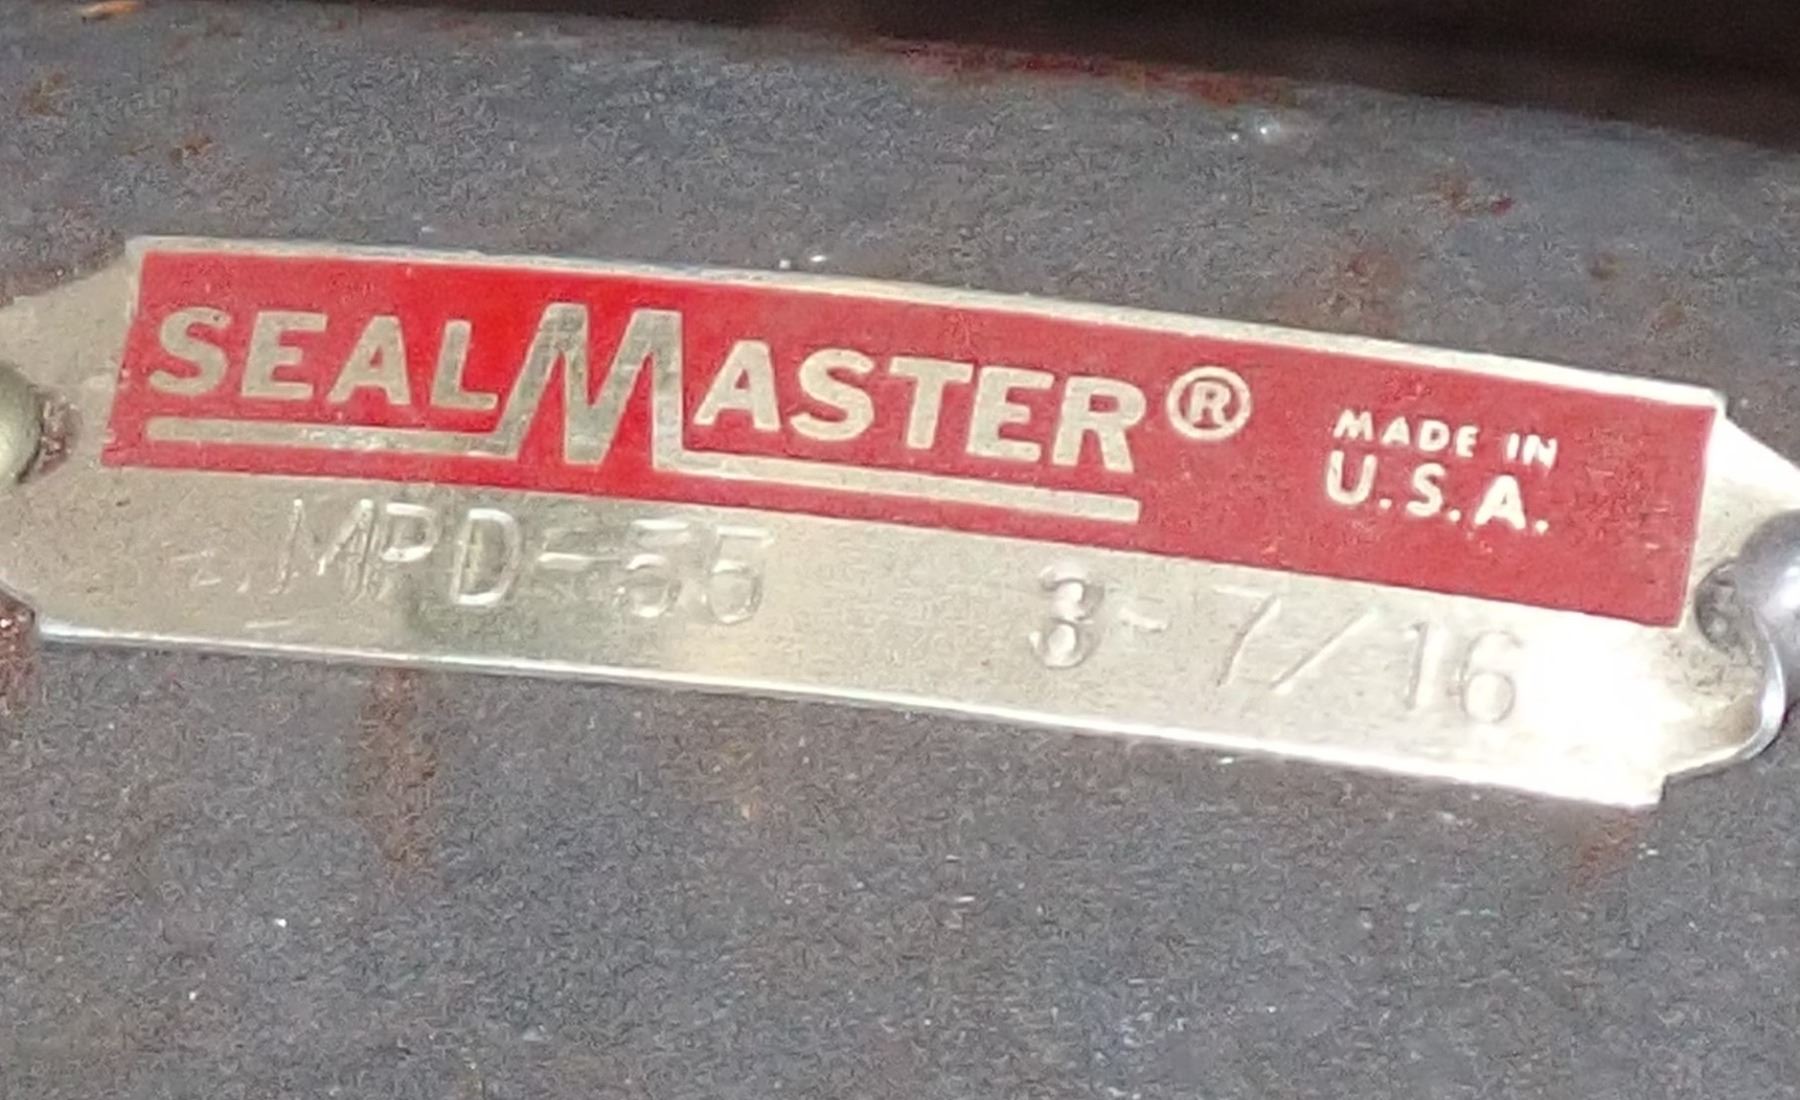 SEALMASTER® MADE IN
U.S.A.
MPD-55 3-7/16